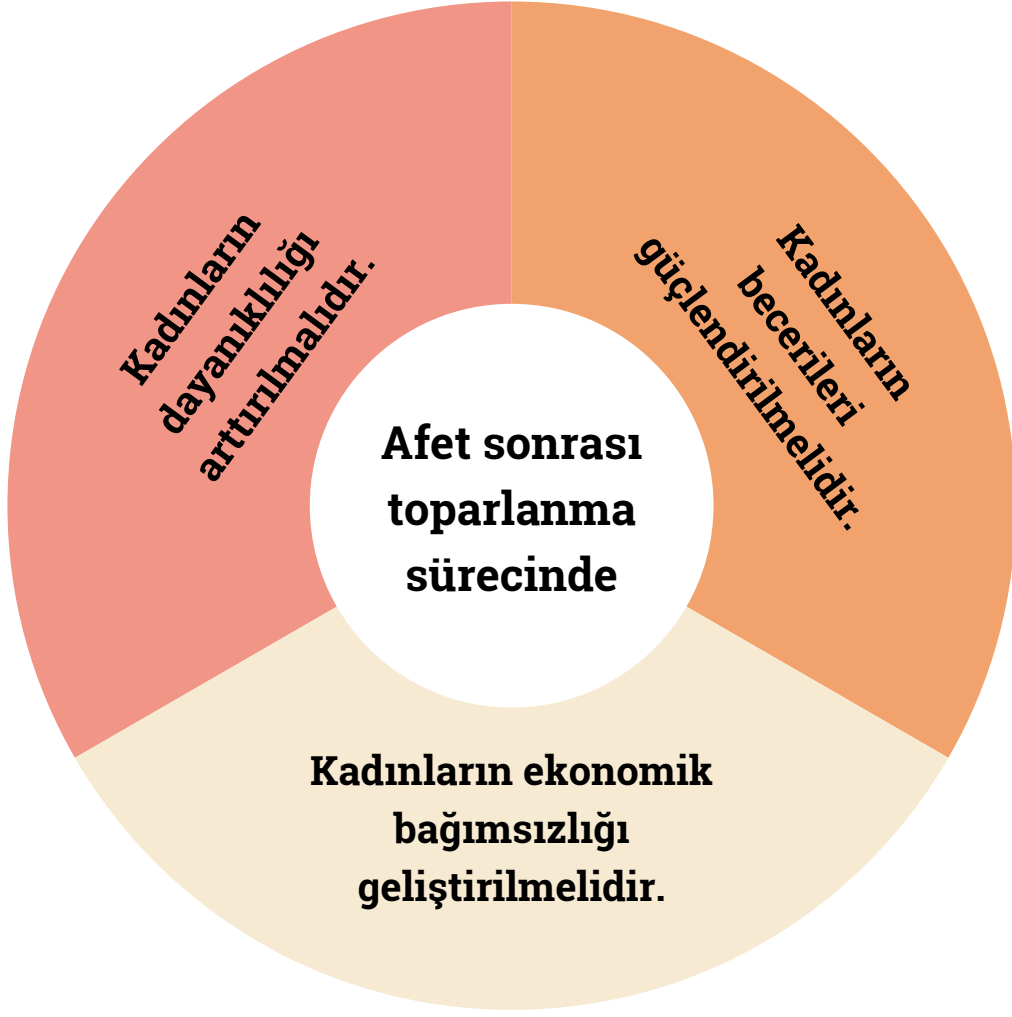 Kadınların
dayanıklılığı
arttırılmalıdır.
Kadınların
becerileri
güçlendirilmelidir.
Afet sonrası
toparlanma
sürecinde
Kadınların ekonomik
bağımsızlığı
geliştirilmelidir.